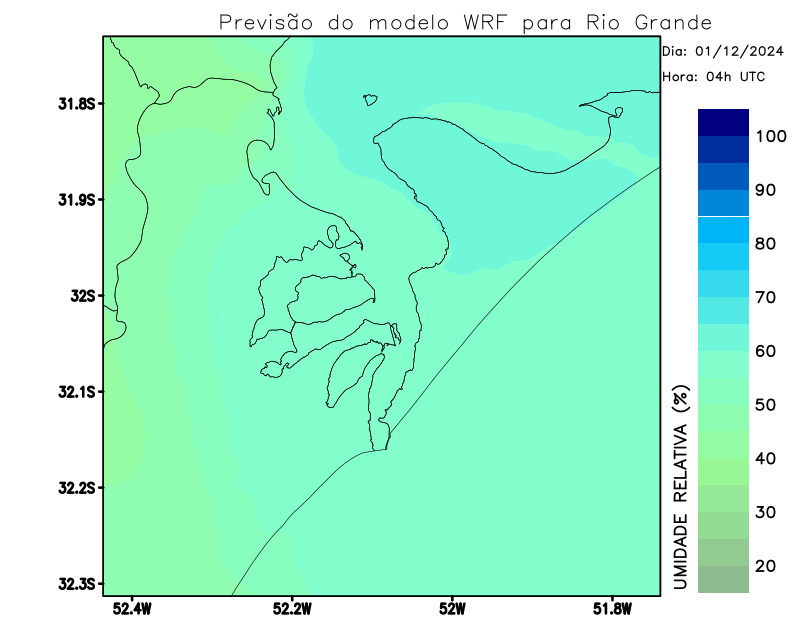 Previsão do modelo WRF para Rio Grande
Dia: 01/12/2024
Hora: 04h UTC
31.8S
31.9S
32S
32.1S
32.2S
32.3S
52.4W
52.2W
52W
51.8W
UMIDADE RELATIVA (%)
100
90
80
70
60
50
40
30
20